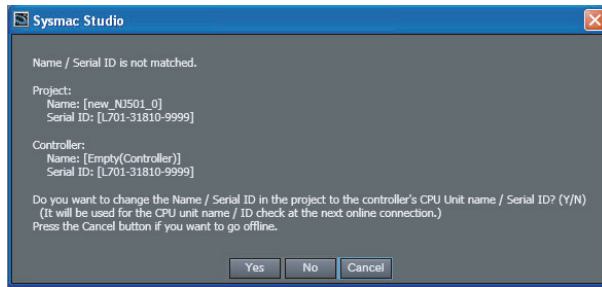 Sysmac Studio
Name / Serial ID is not matched.
Project:
Name: [new_NJ501_0]
Serial ID: [L701-31810-9999]
Controller:
Name: [Empty(Controller)]
Serial ID: [L701-31810-9999]
Do you want to change the Name / Serial ID in the project to the controller's CPU Unit name / Serial ID? (Y/N)
(It will be used for the CPU unit name / ID check at the next online connection.)
Press the Cancel button if you want to go offline.
Yes No Cancel